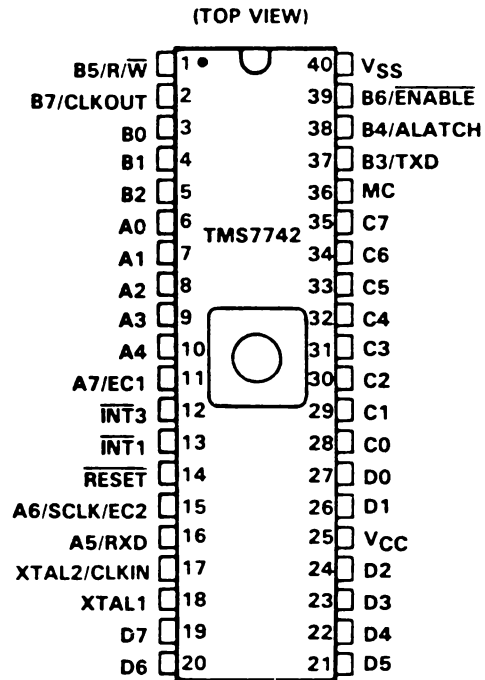 (TOP VIEW)
B5/R/W̅ 1 40 VSS
B7/CLKOUT 2 39 B6/E̅N̅A̅B̅L̅E̅
B0 3 38 B4/ALATCH
B1 4 37 B3/TXD
B2 5 36 MC
A0 6 TMS7742 35 C7
A1 7 34 C6
A2 8 33 C5
A3 9 32 C4
A4 10 31 C3
A7/EC1 11 30 C2
I̅N̅T̅3 12 29 C1
I̅N̅T̅1 13 28 C0
R̅E̅S̅E̅T̅ 14 27 D0
A6/SCLK/EC2 15 26 D1
A5/RXD 16 25 VCC
XTAL2/CLKIN 17 24 D2
XTAL1 18 23 D3
D7 19 22 D4
D6 20 21 D5